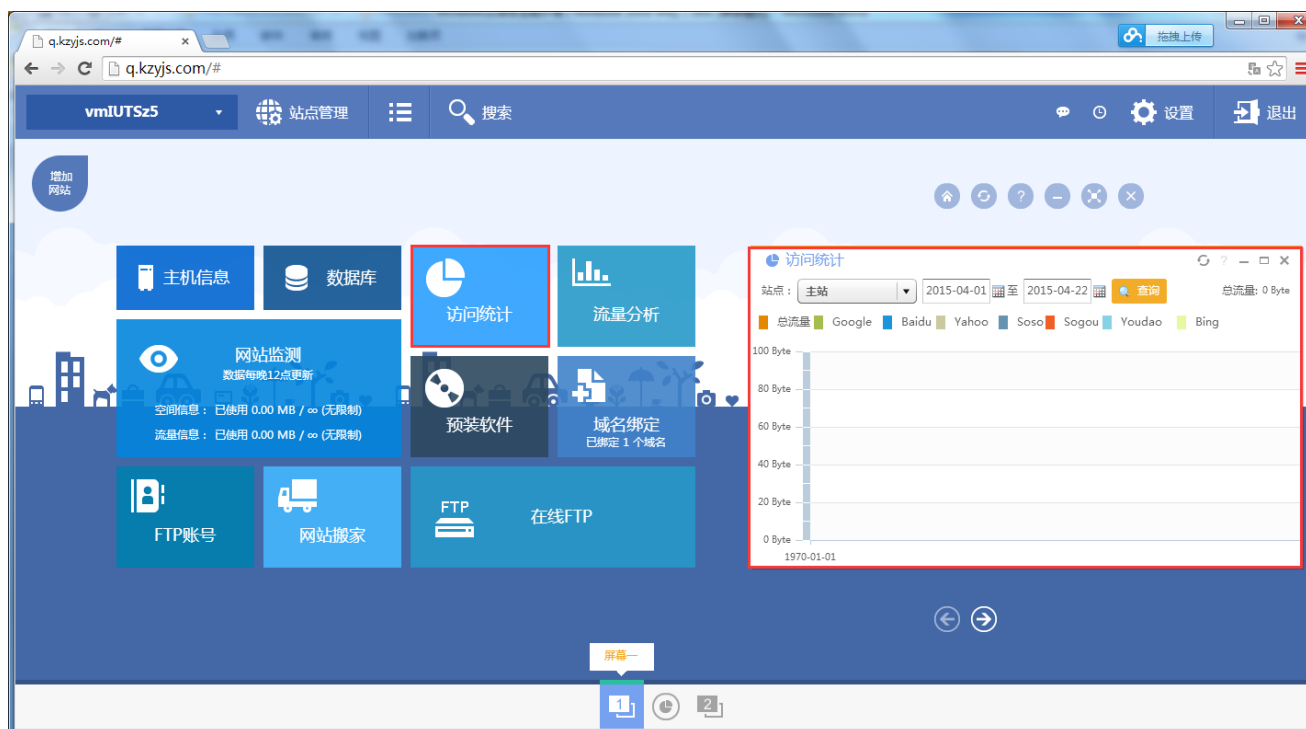 q.kzyjs.com/#
拖拽上传
q.kzyjs.com/#
vmIUTSz5
站点管理
搜索
设置
退出
增加
网站
主机信息
数据库
访问统计
流量分析
网站监测
数据每晚12点更新
空间信息： 已使用 0.00 MB / ∞ (无限制)
流量信息： 已使用 0.00 MB / ∞ (无限制)
预装软件
域名绑定
已绑定 1 个域名
FTP账号
网站搬家
FTP
在线FTP
访问统计
站点： 主站 2015-04-01 至 2015-04-22 查询 总流量: 0 Byte
总流量 Google Baidu Yahoo Soso Sogou Youdao Bing
100 Byte
80 Byte
60 Byte
40 Byte
20 Byte
0 Byte
1970-01-01
屏幕一
1
2